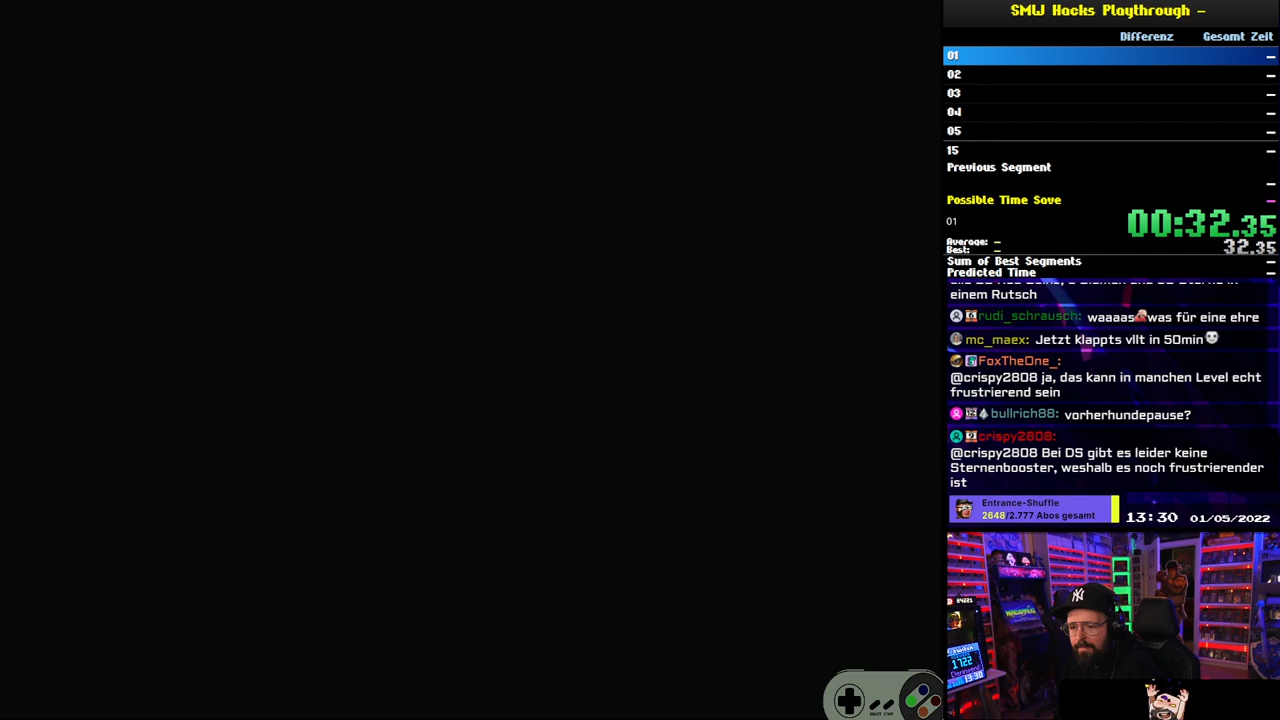 SMW Hacks Playthrough -
Differenz Gesamt Zeit
01 -
02 -
03 -
04 -
05 -
15 -
Previous Segment
-
Possible Time Save -
01 00:32.35
Average: - 32.35
Best: -
Sum of Best Segments -
Predicted Time -
einem Rutsch
rudi_schrausch: waaaas was für eine ehre
mc_maex: Jetzt klappts vllt in 50min
FoxTheOne_:
@crispy2808 ja, das kann in manchen Level echt
frustrierend sein
bullrich88: vorherhundepause?
crispy2808:
@crispy2808 Bei DS gibt es leider keine
Sternenbooster, weshalb es noch frustrierender
ist
Entrance-Shuffle
2648/2.777 Abos gesamt 13:30 01/05/2022
1722
13:30